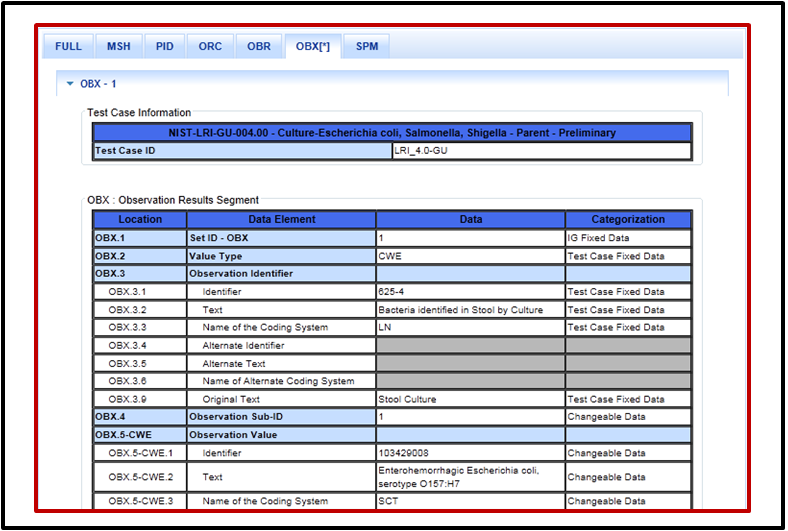 FULL MSH PID ORC OBR OBX[*] SPM
OBX - 1
Test Case Information
NIST-LRI-GU-004.00 - Culture-Escherichia coli, Salmonella, Shigella - Parent - Preliminary
Test Case ID LRI_4.0-GU
OBX : Observation Results Segment
Location Data Element Data Categorization
OBX.1 Set ID - OBX 1 IG Fixed Data
OBX.2 Value Type CWE Test Case Fixed Data
OBX.3 Observation Identifier
OBX.3.1 Identifier 625-4 Test Case Fixed Data
OBX.3.2 Text Bacteria identified in Stool by Culture Test Case Fixed Data
OBX.3.3 Name of the Coding System LN Test Case Fixed Data
OBX.3.4 Alternate Identifier
OBX.3.5 Alternate Text
OBX.3.6 Name of Alternate Coding System
OBX.3.9 Original Text Stool Culture Test Case Fixed Data
OBX.4 Observation Sub-ID 1 Changeable Data
OBX.5-CWE Observation Value
OBX.5-CWE.1 Identifier 103429008 Changeable Data
OBX.5-CWE.2 Text Enterohemorrhagic Escherichia coli, serotype O157:H7 Changeable Data
OBX.5-CWE.3 Name of the Coding System SCT Changeable Data